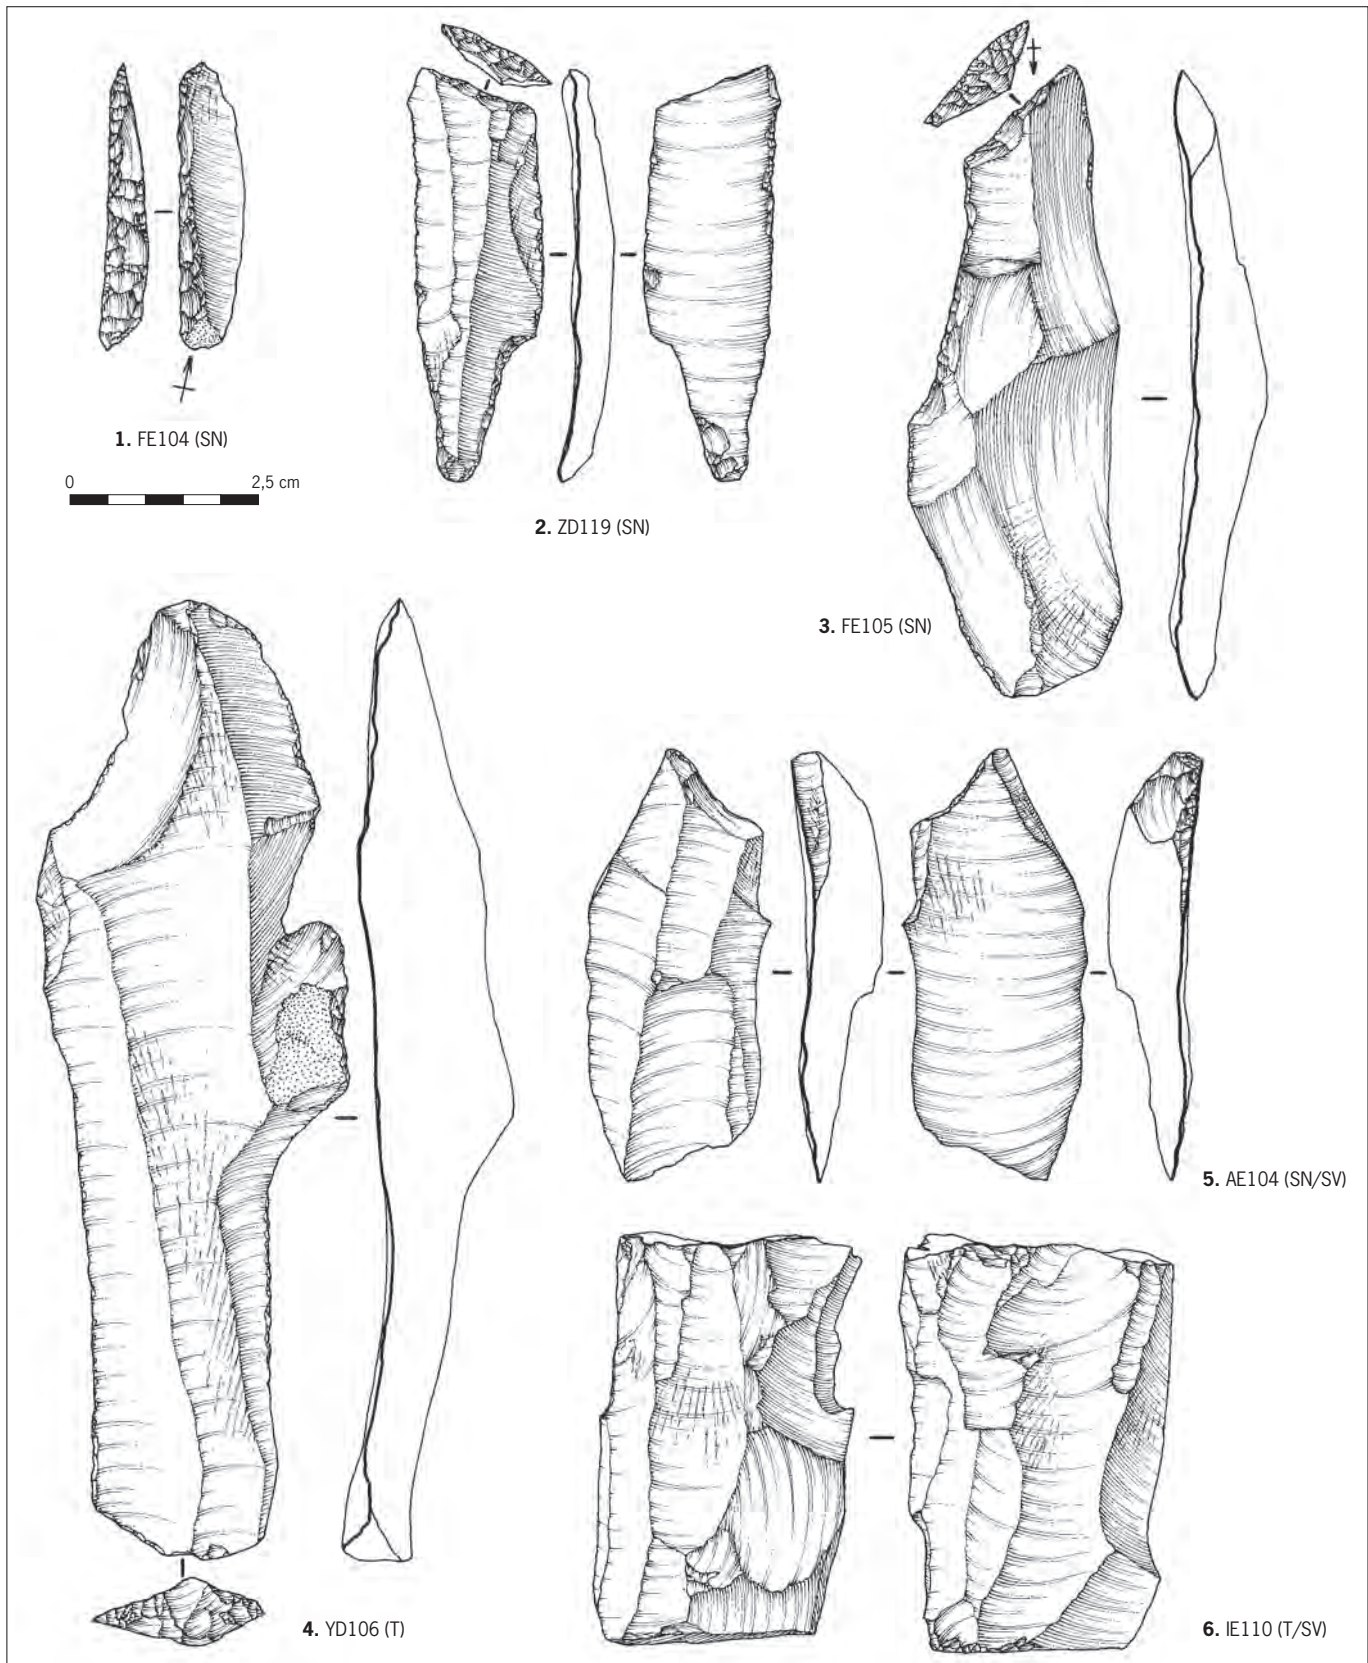 1. FE104 (SN)
0 2,5 cm
2. ZD119 (SN)
3. FE105 (SN)
4. YD106 (T)
5. AE104 (SN/SV)
6. IE110 (T/SV)